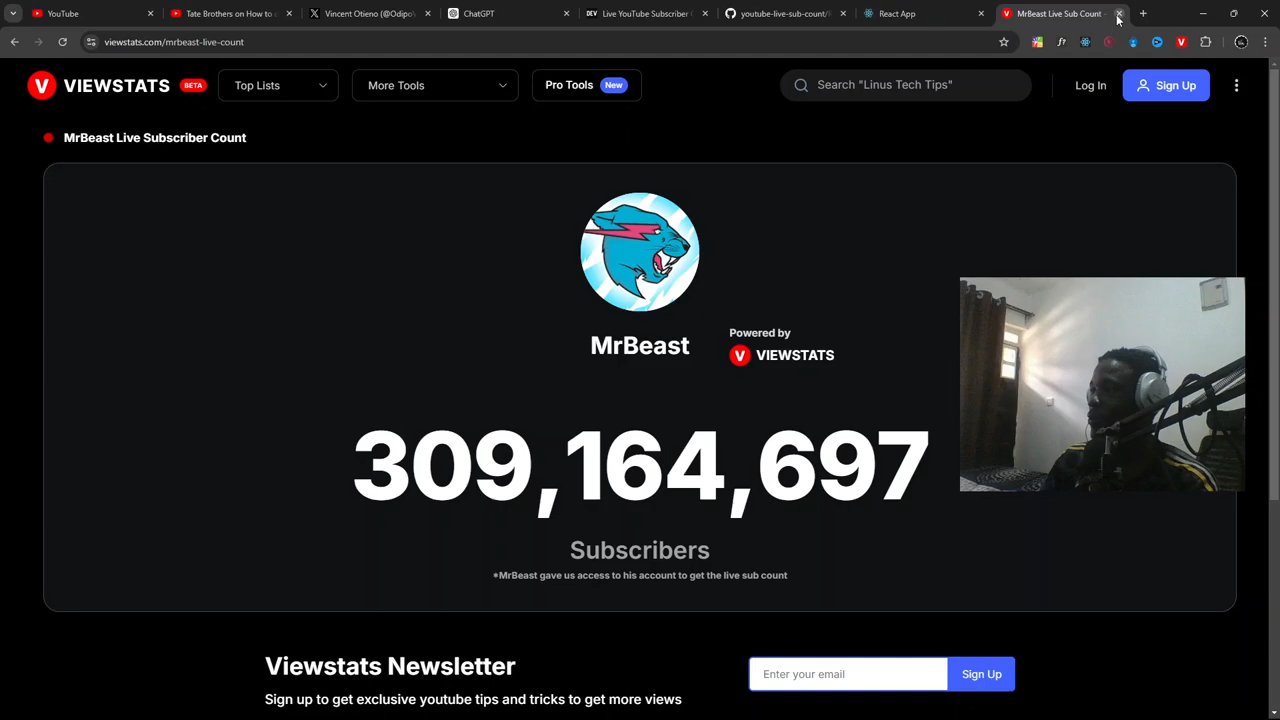 YouTube
Tate Brothers on How to
Vincent Otieno (@Odipo
ChatGPT
DEV Live YouTube Subscriber
youtube-live-sub-count/
React App
MrBeast Live Sub Count
viewstats.com/mrbeast-live-count
V VIEWSTATS BETA
Top Lists
More Tools
Pro Tools New
Search "Linus Tech Tips"
Log In
Sign Up
MrBeast Live Subscriber Count
MrBeast
Powered by
V VIEWSTATS
309,164,697
Subscribers
*MrBeast gave us access to his account to get the live sub count
Viewstats Newsletter
Sign up to get exclusive youtube tips and tricks to get more views
Enter your email
Sign Up